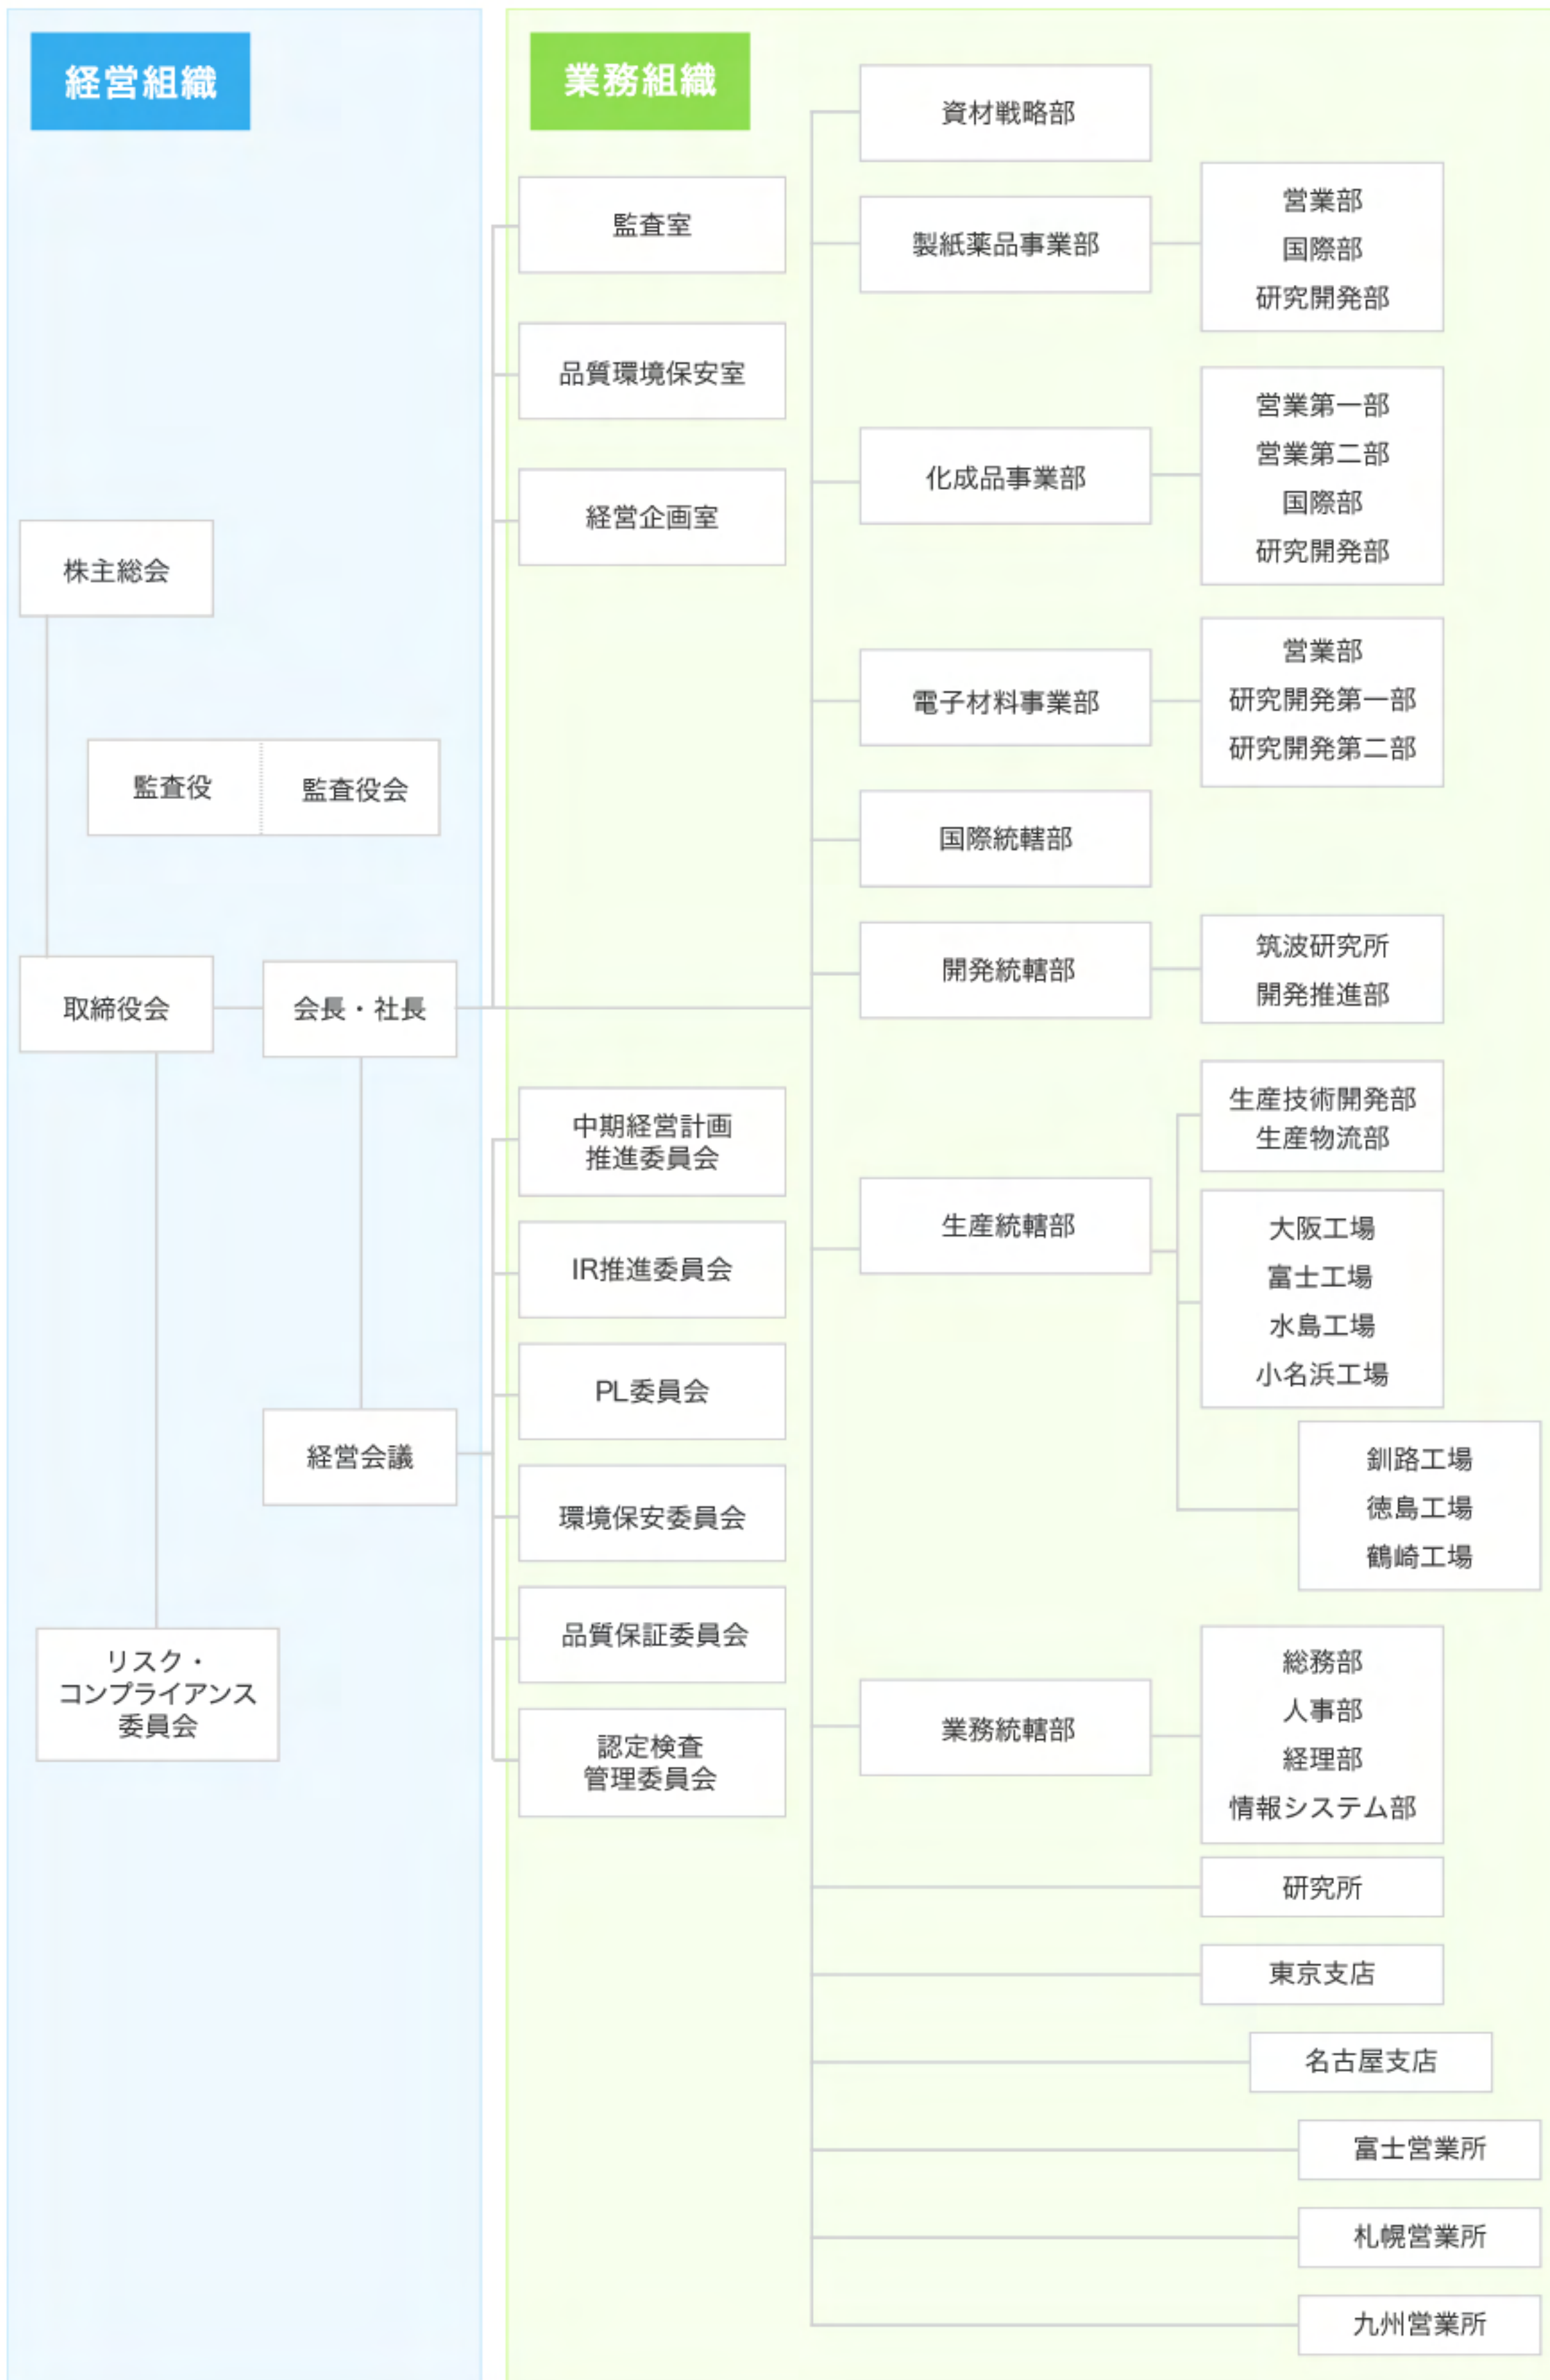 経営組織
株主総会
監査役
監査役会
取締役会
会長・社長
経営会議
リスク・
コンプライアンス
委員会
業務組織
監査室
品質環境保安室
経営企画室
中期経営計画
推進委員会
IR推進委員会
PL委員会
環境保安委員会
品質保証委員会
認定検査
管理委員会
資材戦略部
製紙薬品事業部
営業部
国際部
研究開発部
化成品事業部
営業第一部
営業第二部
国際部
研究開発部
電子材料事業部
営業部
研究開発第一部
研究開発第二部
国際統轄部
開発統轄部
筑波研究所
開発推進部
生産統轄部
生産技術開発部
生産物流部
大阪工場
富士工場
水島工場
小名浜工場
釧路工場
徳島工場
鶴崎工場
業務統轄部
総務部
人事部
経理部
情報システム部
研究所
東京支店
名古屋支店
富士営業所
札幌営業所
九州営業所